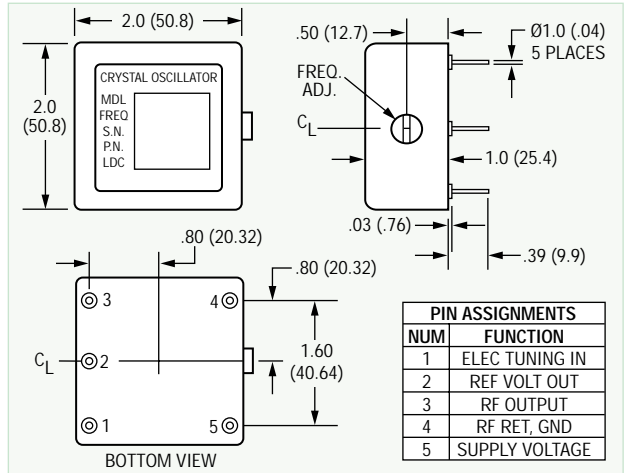 2.0 (50.8)
CRYSTAL OSCILLATOR
MDL
FREQ
S.N.
P.N.
LDC
2.0
(50.8)
.50 (12.7)
Ø1.0 (.04)
5 PLACES
FREQ.
ADJ.
CL
1.0 (25.4)
.03 (.76)
.39 (9.9)
.80 (20.32)
.80 (20.32)
3
4
CL
2
1.60
(40.64)
1
5
BOTTOM VIEW
PIN ASSIGNMENTS
NUM FUNCTION
1 ELEC TUNING IN
2 REF VOLT OUT
3 RF OUTPUT
4 RF RET, GND
5 SUPPLY VOLTAGE